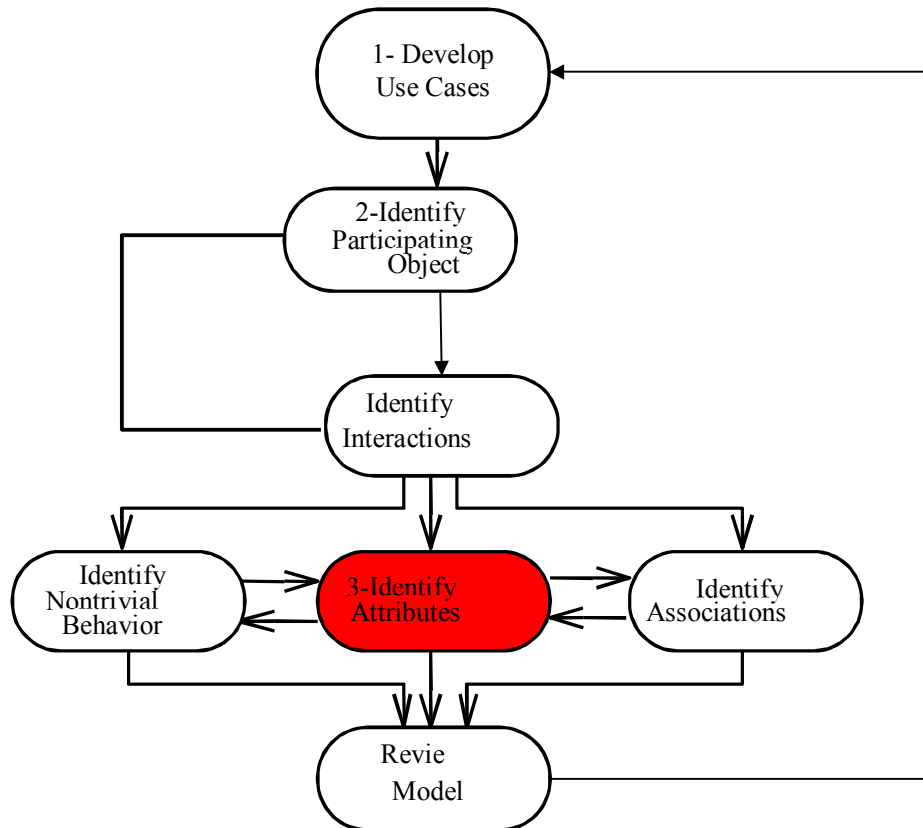 1- Develop
Use Cases
2-Identify
Participating
Object
Identify
Interactions
Identify
Nontrivial
Behavior
3-Identify
Attributes
Identify
Associations
Revie
Model